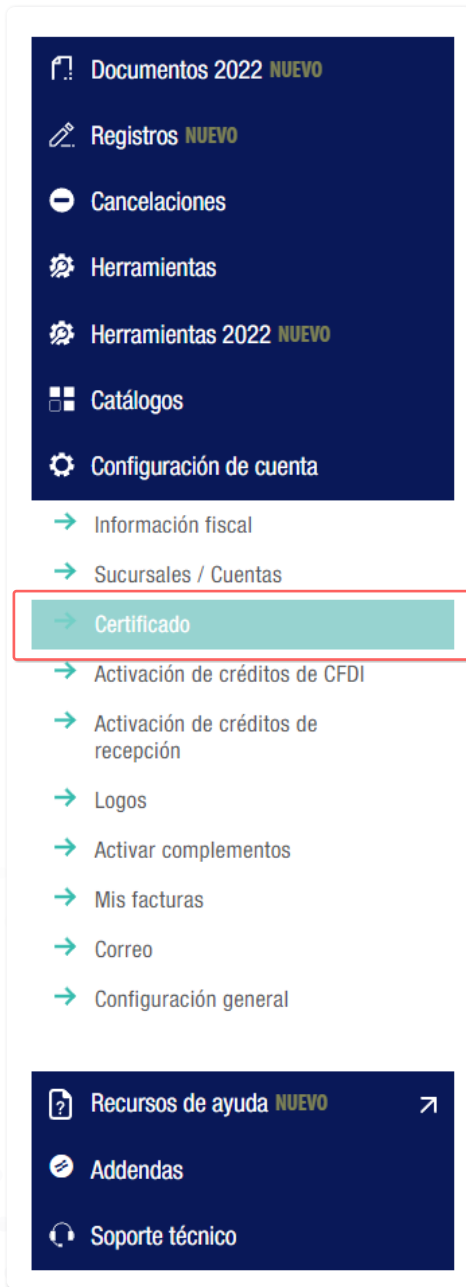 Documentos 2022 NUEVO
Registros NUEVO
Cancelaciones
Herramientas
Herramientas 2022 NUEVO
Catálogos
Configuración de cuenta
Información fiscal
Sucursales / Cuentas
Certificado
Activación de créditos de CFDI
Activación de créditos de
recepción
Logos
Activar complementos
Mis facturas
Correo
Configuración general
Recursos de ayuda NUEVO
Addendas
Soporte técnico